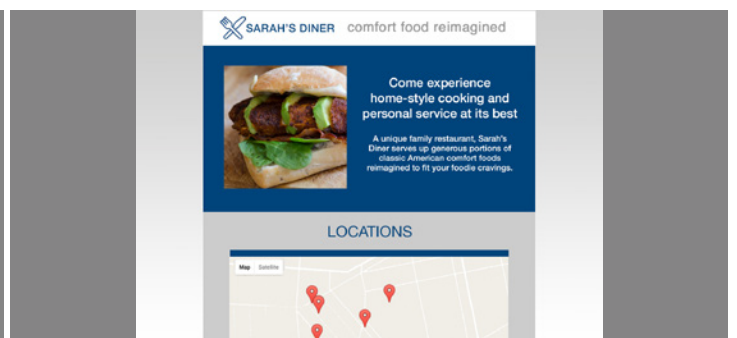 SARAH'S DINER comfort food reimagined
Come experience
home-style cooking and
personal service at its best
A unique family restaurant, Sarah's
Diner serves up generous portions of
classic American comfort foods
reimagined to fit your foodie cravings.
LOCATIONS
Map Satellite